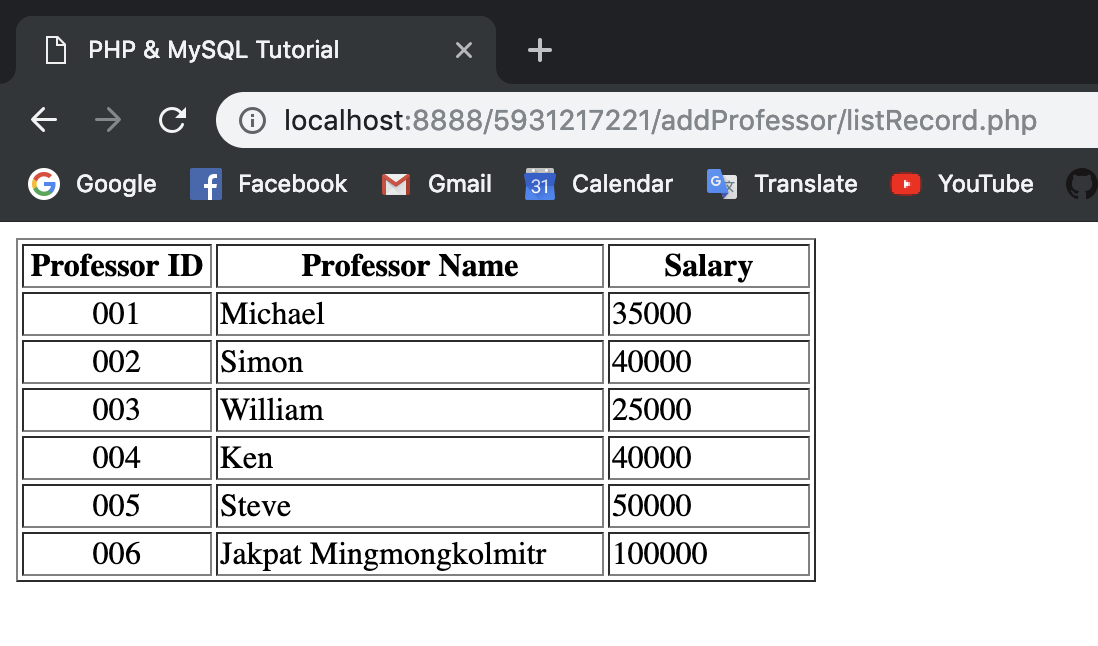 PHP & MySQL Tutorial
localhost:8888/5931217221/addProfessor/listRecord.php
Google Facebook Gmail 31 Calendar G文 Translate YouTube
Professor ID Professor Name Salary
001 Michael 35000
002 Simon 40000
003 William 25000
004 Ken 40000
005 Steve 50000
006 Jakpat Mingmongkolmitr 100000